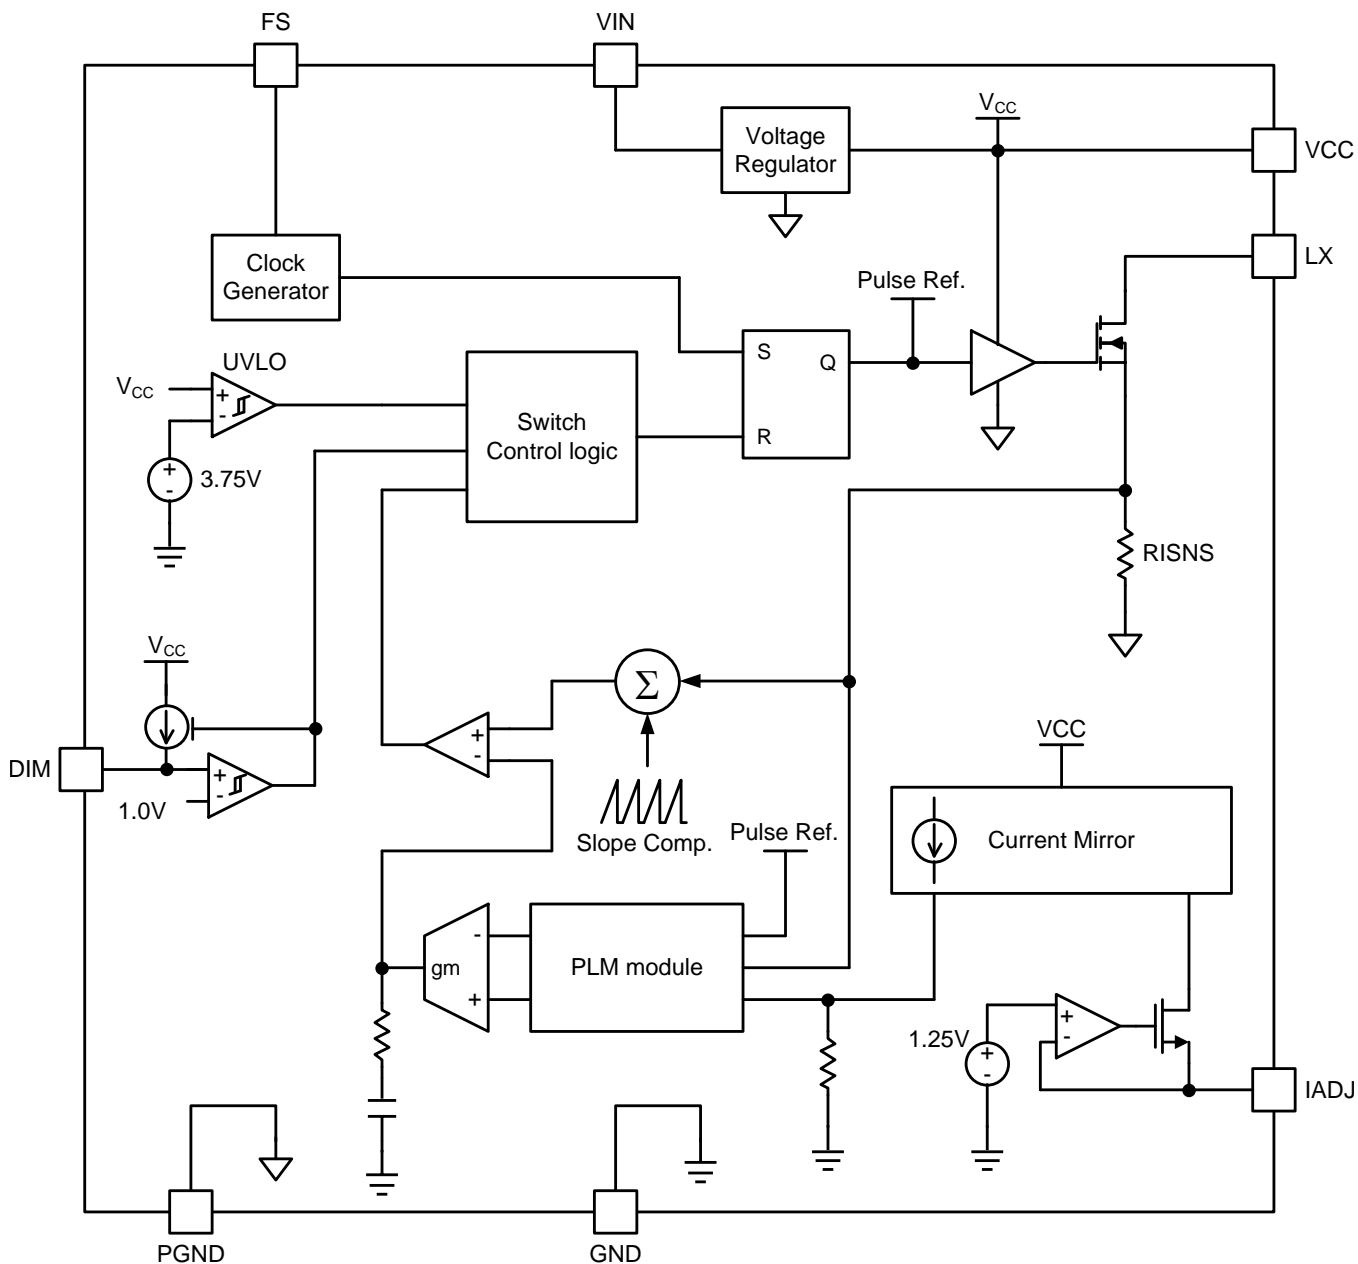 FS
VIN
VCC
Voltage
Regulator
VCC
LX
Clock
Generator
Pulse Ref.
UVLO
VCC
+
-
S
Q
R
Switch
Control logic
+
-
3.75V
RISNS
VCC
Σ
+
-
VCC
DIM
+
-
1.0V
Slope Comp.
Pulse Ref.
Current Mirror
-
gm
+
PLM module
1.25V
+
-
+
-
IADJ
PGND
GND